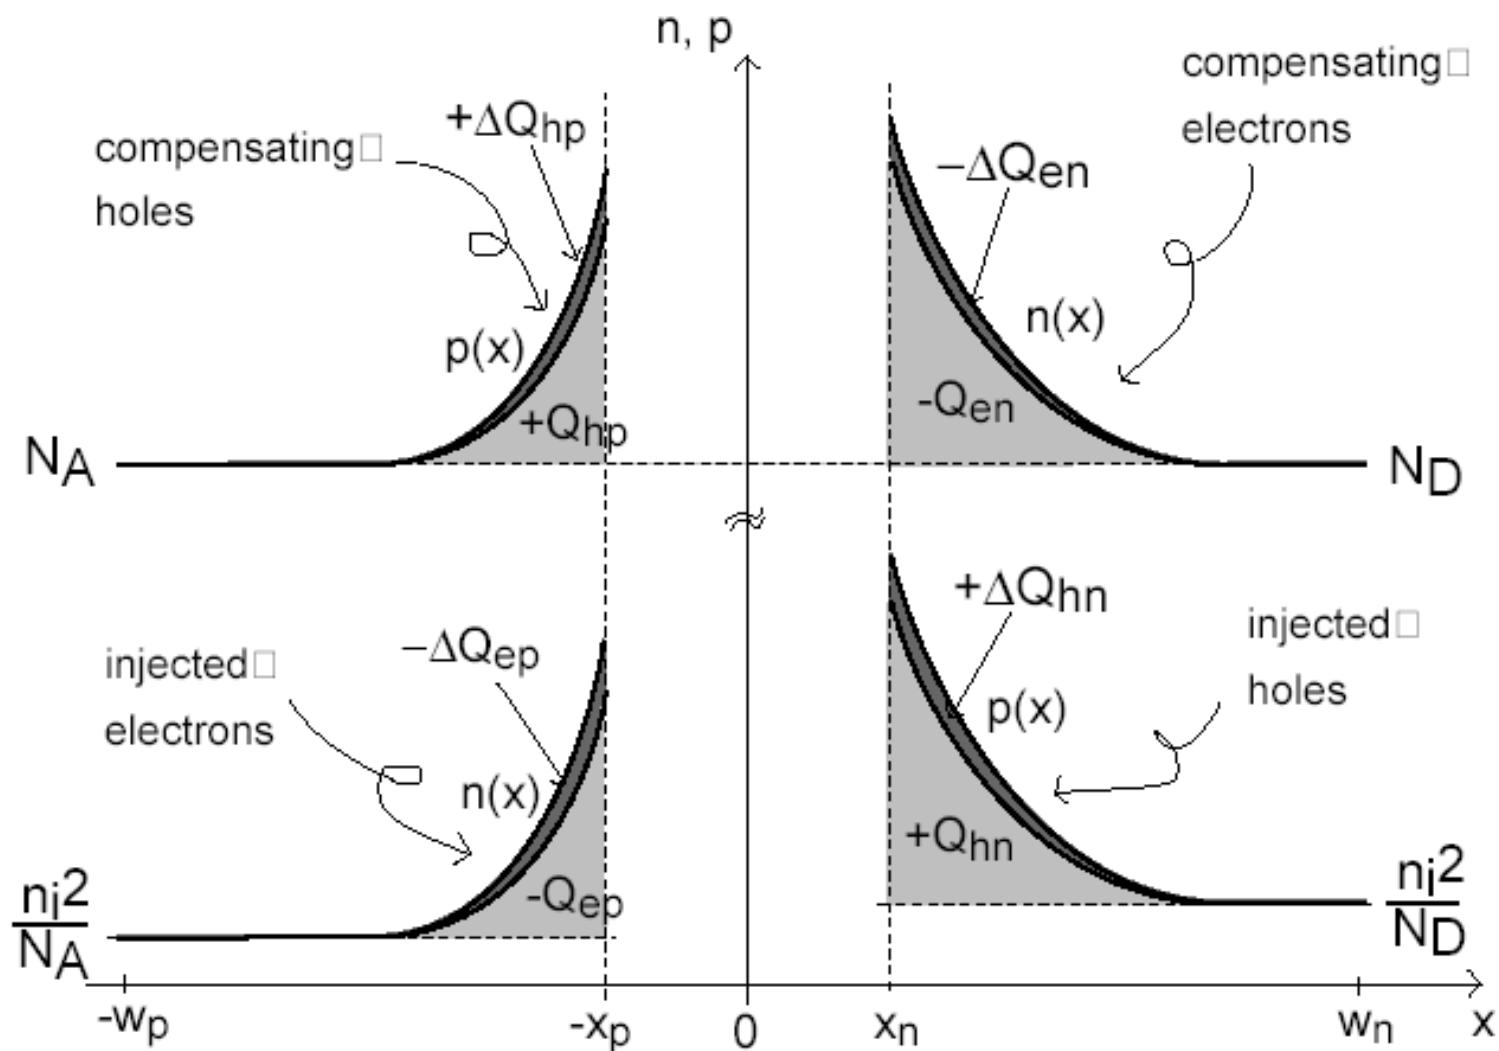 n, p
compensating□
electrons
+ΔQhp
compensating□
holes
−ΔQen
p(x)
n(x)
+Qhp
-Qen
NA
ND
+ΔQhn
−ΔQep
injected□
holes
injected□
electrons
p(x)
n(x)
+Qhn
-Qep
ni2
NA
ni2
ND
-wp
-xp
0
xn
wn
x